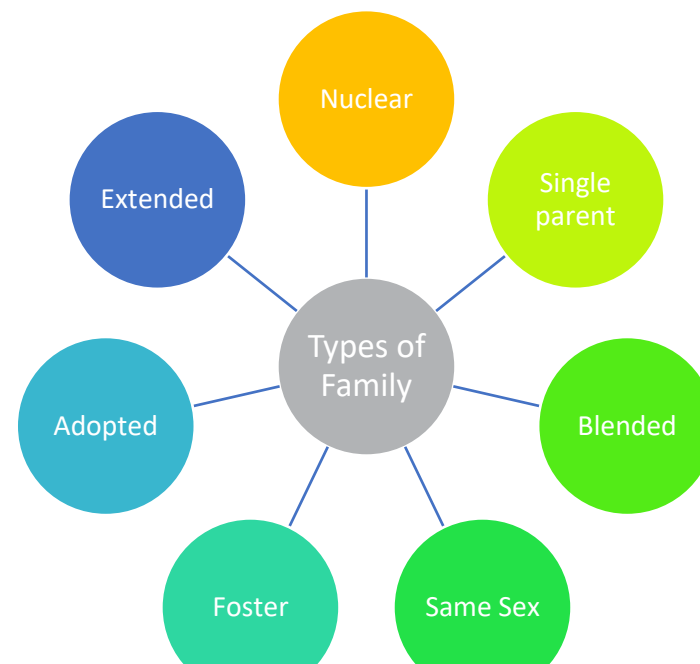 Nuclear
Single
parent
Extended
Types of
Family
Adopted
Blended
Foster
Same Sex